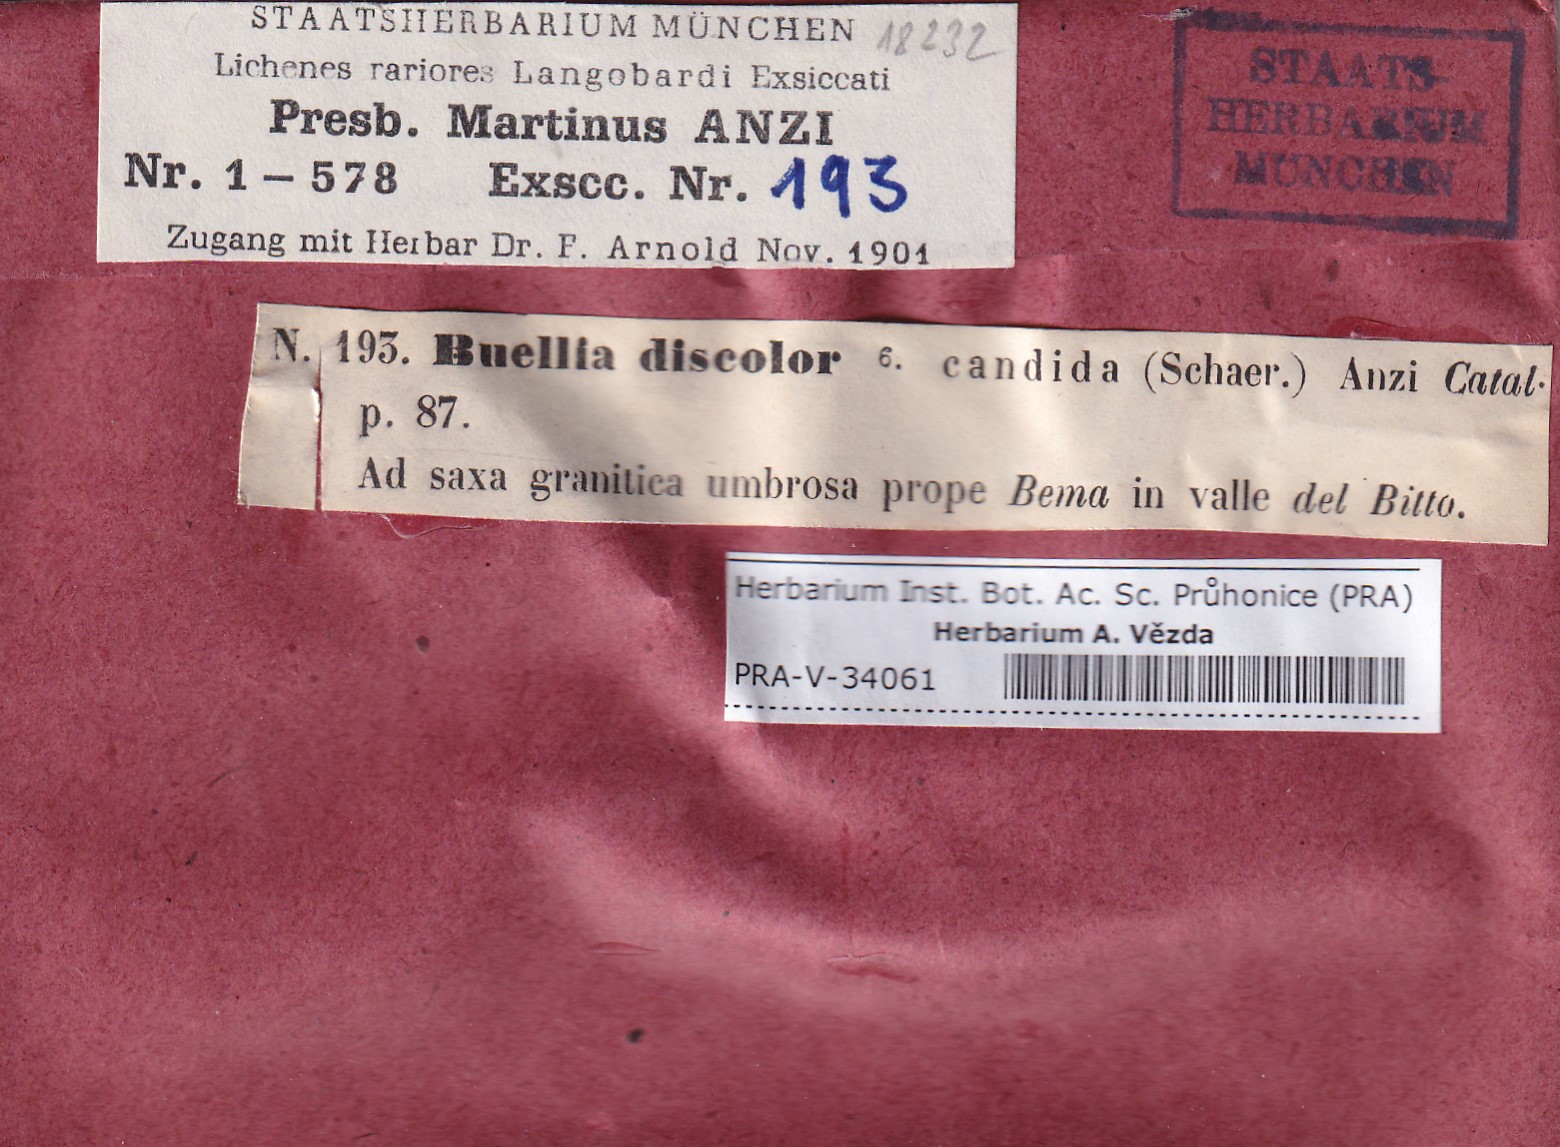 STAATSHERBARIUM MÜNCHEN 18232
Lichenes rariores Langobardi Exsiccati
Presb. Martinus ANZI
Nr. 1 – 578 Exscc. Nr. 193
Zugang mit Herbar Dr. F. Arnold Nov. 1901
STAATS-
HERBARIUM
MÜNCHEN
N. 193. Buellia discolor 6. candida (Schaer.) Anzi Catal.
p. 87.
Ad saxa granitica umbrosa prope Bema in valle del Bitto.
Herbarium Inst. Bot. Ac. Sc. Průhonice (PRA)
Herbarium A. Vězda
PRA-V-34061